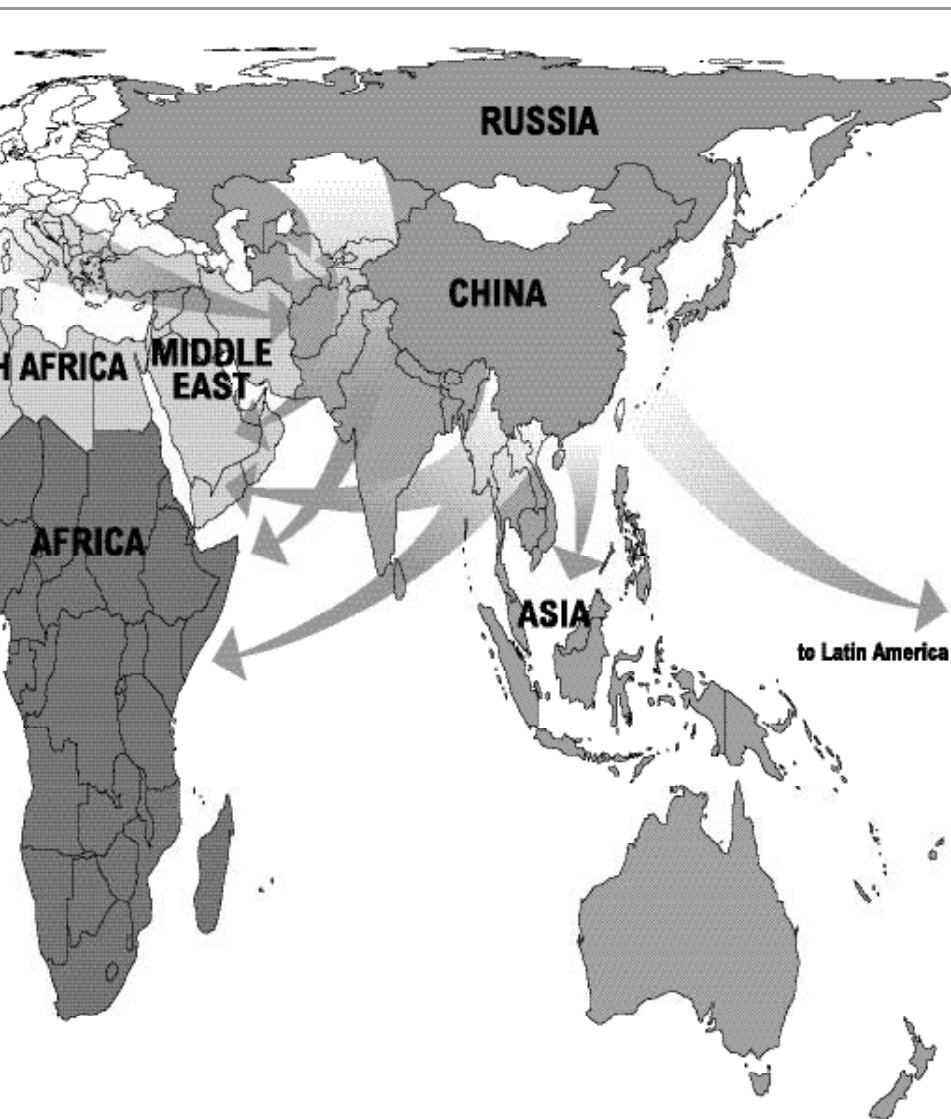 RUSSIA
CHINA
H AFRICA
MIDDLE
EAST
AFRICA
ASIA
to Latin America